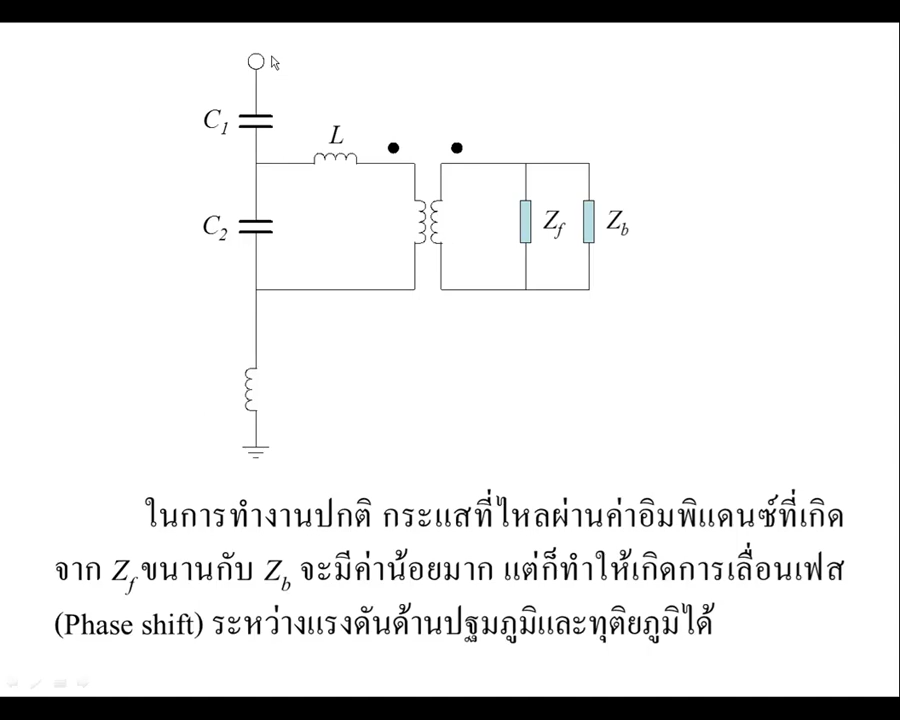 C1
L
C2
Zf
Zb
ในการทำงานปกติ กระแสที่ไหลผ่านค่าอิมพิแดนซ์ที่เกิด
จาก Zf ขนานกับ Zb จะมีค่าน้อยมาก แต่ก็ทำให้เกิดการเลื่อนเฟส
(Phase shift) ระหว่างแรงดันด้านปฐมภูมิและทุติยภูมิได้